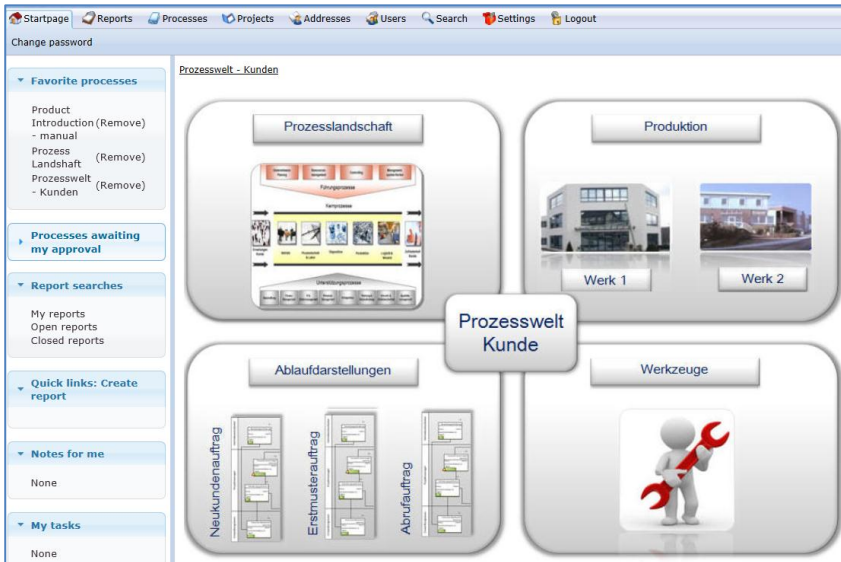 Startpage Reports Processes Projects Addresses Users Search Settings Logout
Change password
Favorite processes
Product
Introduction (Remove)
- manual
Prozess
Landshaft (Remove)
Prozesswelt
- Kunden (Remove)
Processes awaiting
my approval
Report searches
My reports
Open reports
Closed reports
Quick links: Create
report
Notes for me
None
My tasks
None
Prozesswelt - Kunden
Prozesslandschaft
Führungsprozesse
Kernprozesse
Unterstützungsprozesse
Produktion
Werk 1
Werk 2
Prozesswelt
Kunde
Ablaufdarstellungen
Neukundenauftrag
Erstmusterauftrag
Abrufauftrag
Werkzeuge